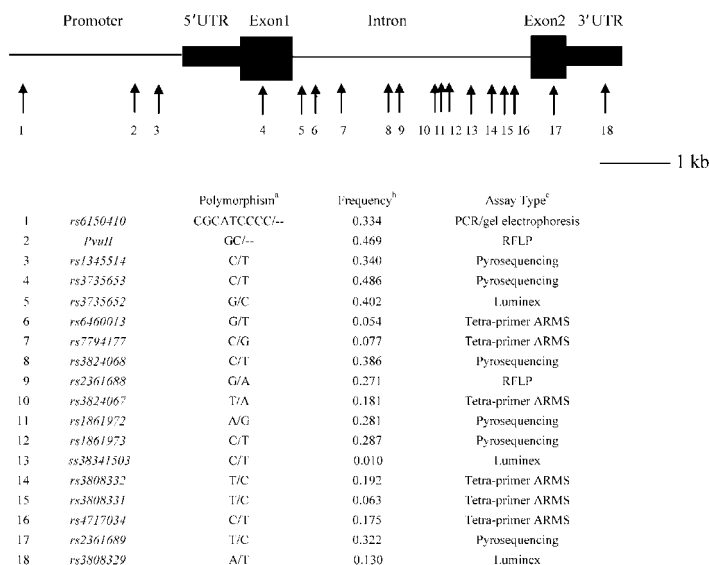 Promoter 5'UTR Exon1 Intron Exon2 3'UTR
1 2 3 4 5 6 7 8 9 10 11 12 13 14 15 16 17 18
1 kb
Polymorphism^a Frequency^b Assay Type^c
1 rs6150410 CGCATCCCC/-- 0.334 PCR/gel electrophoresis
2 PvuII GC/-- 0.469 RFLP
3 rs1345514 C/T 0.340 Pyrosequencing
4 rs3735653 C/T 0.486 Pyrosequencing
5 rs3735652 G/C 0.402 Luminex
6 rs6460013 G/T 0.054 Tetra-primer ARMS
7 rs7794177 C/G 0.077 Tetra-primer ARMS
8 rs3824068 C/T 0.386 Pyrosequencing
9 rs2361688 G/A 0.271 RFLP
10 rs3824067 T/A 0.181 Tetra-primer ARMS
11 rs1861972 A/G 0.281 Pyrosequencing
12 rs1861973 C/T 0.287 Pyrosequencing
13 ss38341503 C/T 0.010 Luminex
14 rs3808332 T/C 0.192 Tetra-primer ARMS
15 rs3808331 T/C 0.063 Tetra-primer ARMS
16 rs4717034 C/T 0.175 Tetra-primer ARMS
17 rs2361689 T/C 0.322 Pyrosequencing
18 rs3808329 A/T 0.130 Luminex